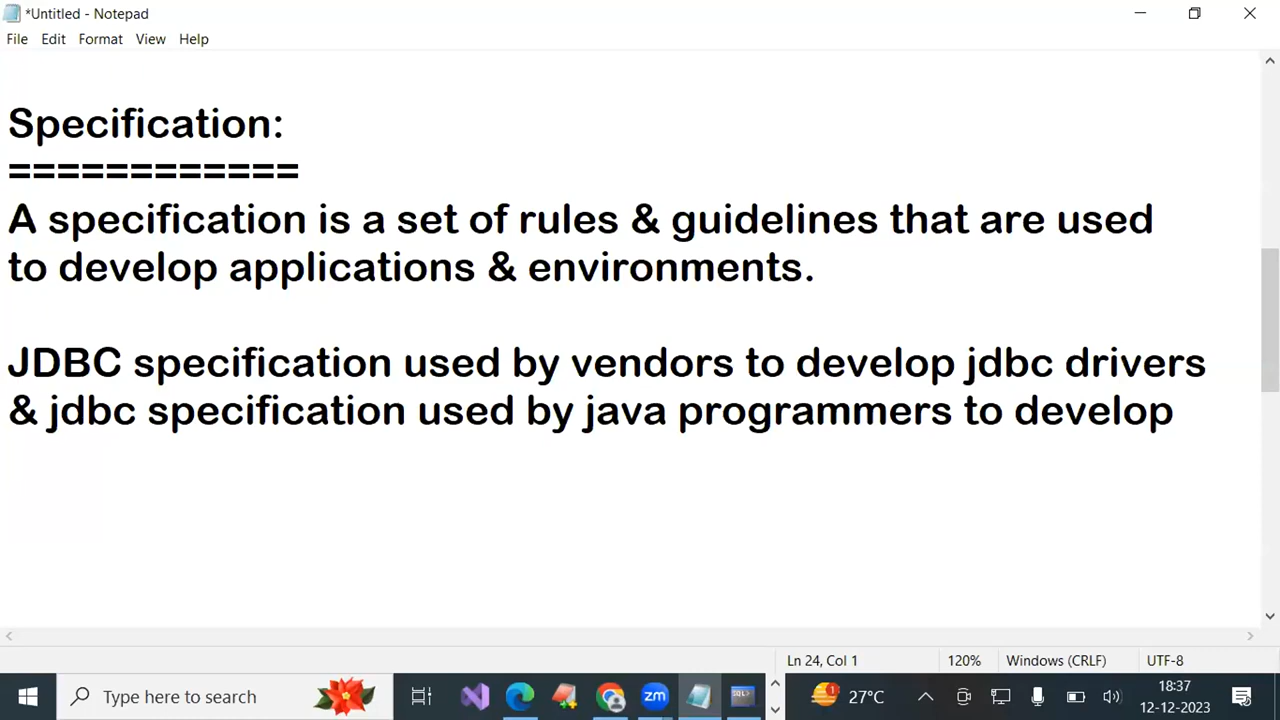 *Untitled - Notepad
File Edit Format View Help
Specification:
============
A specification is a set of rules & guidelines that are used
to develop applications & environments.
JDBC specification used by vendors to develop jdbc drivers
& jdbc specification used by java programmers to develop
Ln 24, Col 1 120% Windows (CRLF) UTF-8
Type here to search zm SQL> 1 27°C 18:37
12-12-2023